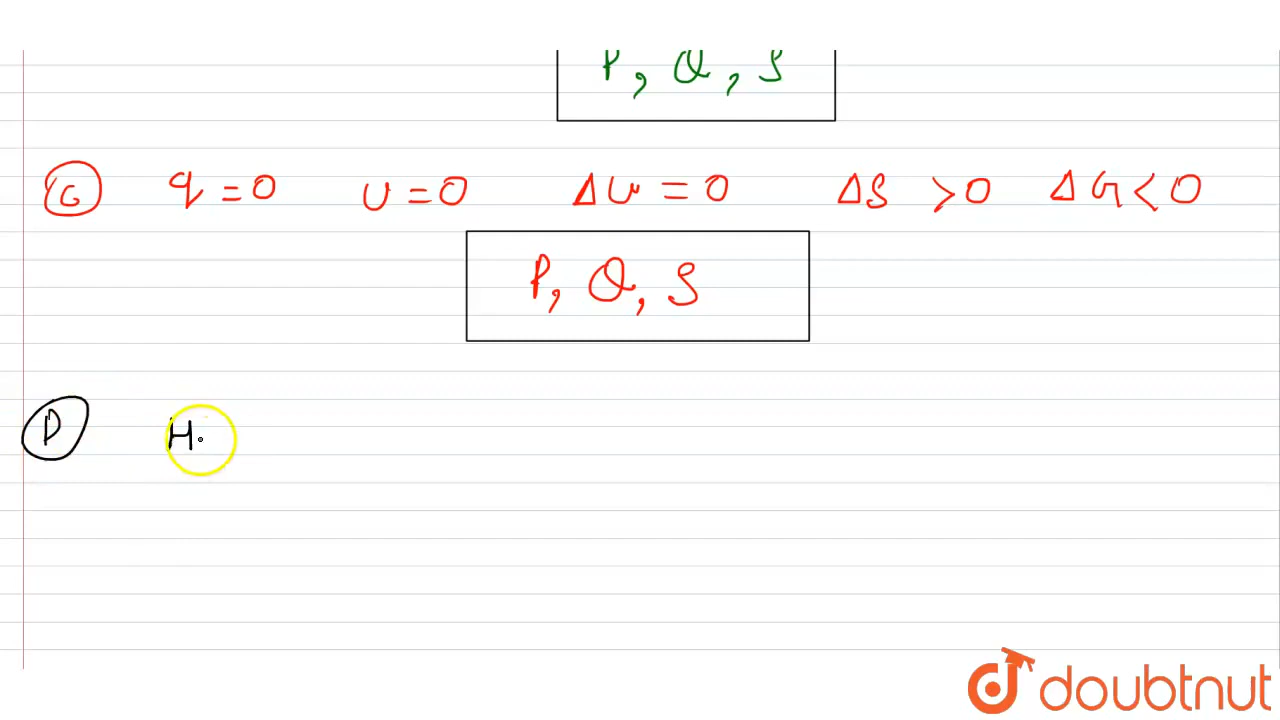 P, Q, S
C q = 0 U = 0 ΔU = 0 ΔS > 0 ΔG < 0
P, Q, S
D H.
doubtnut